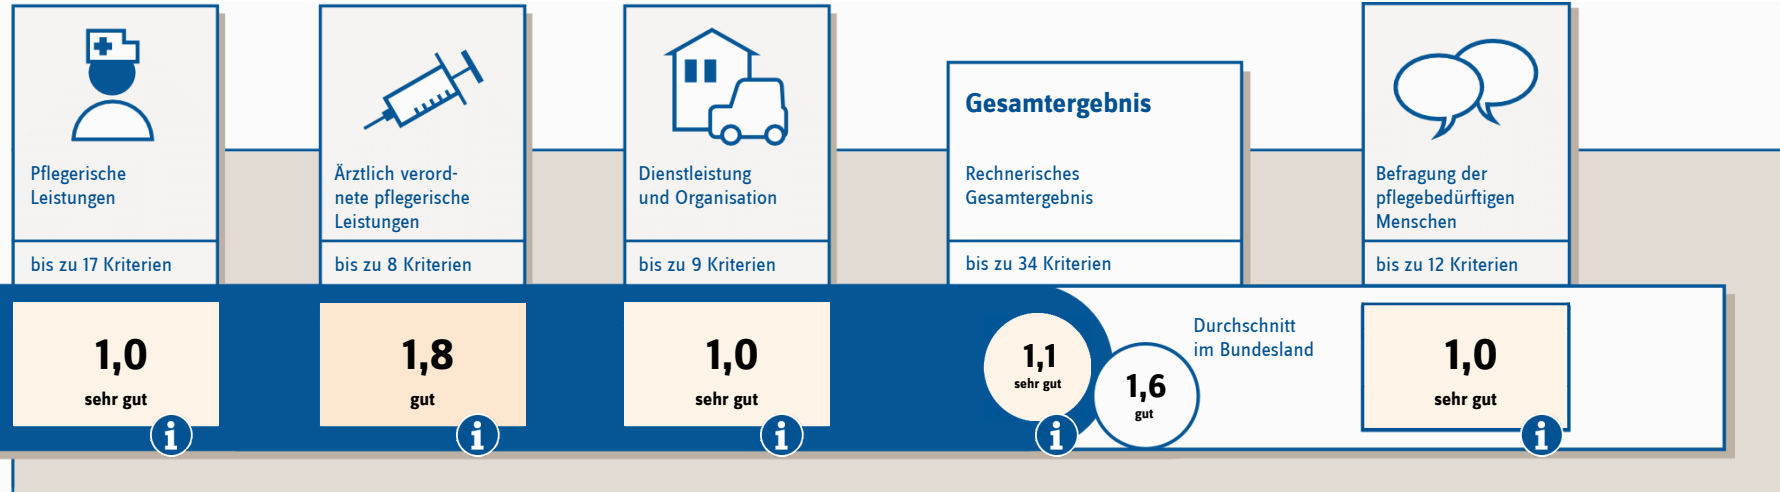 Pflegerische
Leistungen
bis zu 17 Kriterien
1,0
sehr gut
i
Ärztlich verord-
nete pflegerische
Leistungen
bis zu 8 Kriterien
1,8
gut
i
Dienstleistung
und Organisation
bis zu 9 Kriterien
1,0
sehr gut
i
Gesamtergebnis
Rechnerisches
Gesamtergebnis
bis zu 34 Kriterien
1,1
sehr gut
i
1,6
gut
Durchschnitt
im Bundesland
Befragung der
pflegebedürftigen
Menschen
bis zu 12 Kriterien
1,0
sehr gut
i